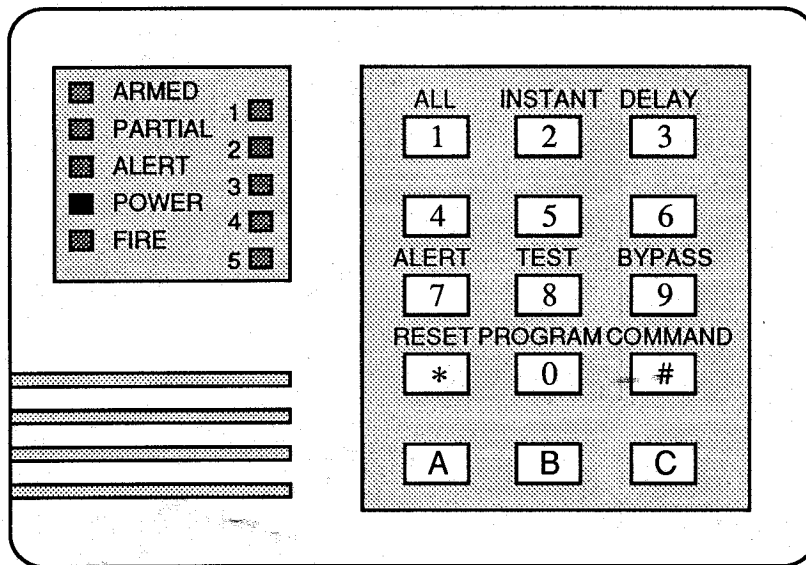 ARMED
1
PARTIAL
2
ALERT
3
POWER
4
FIRE
5
ALL INSTANT DELAY
1 2 3
4 5 6
ALERT TEST BYPASS
7 8 9
RESET PROGRAM COMMAND
* 0 #
A B C